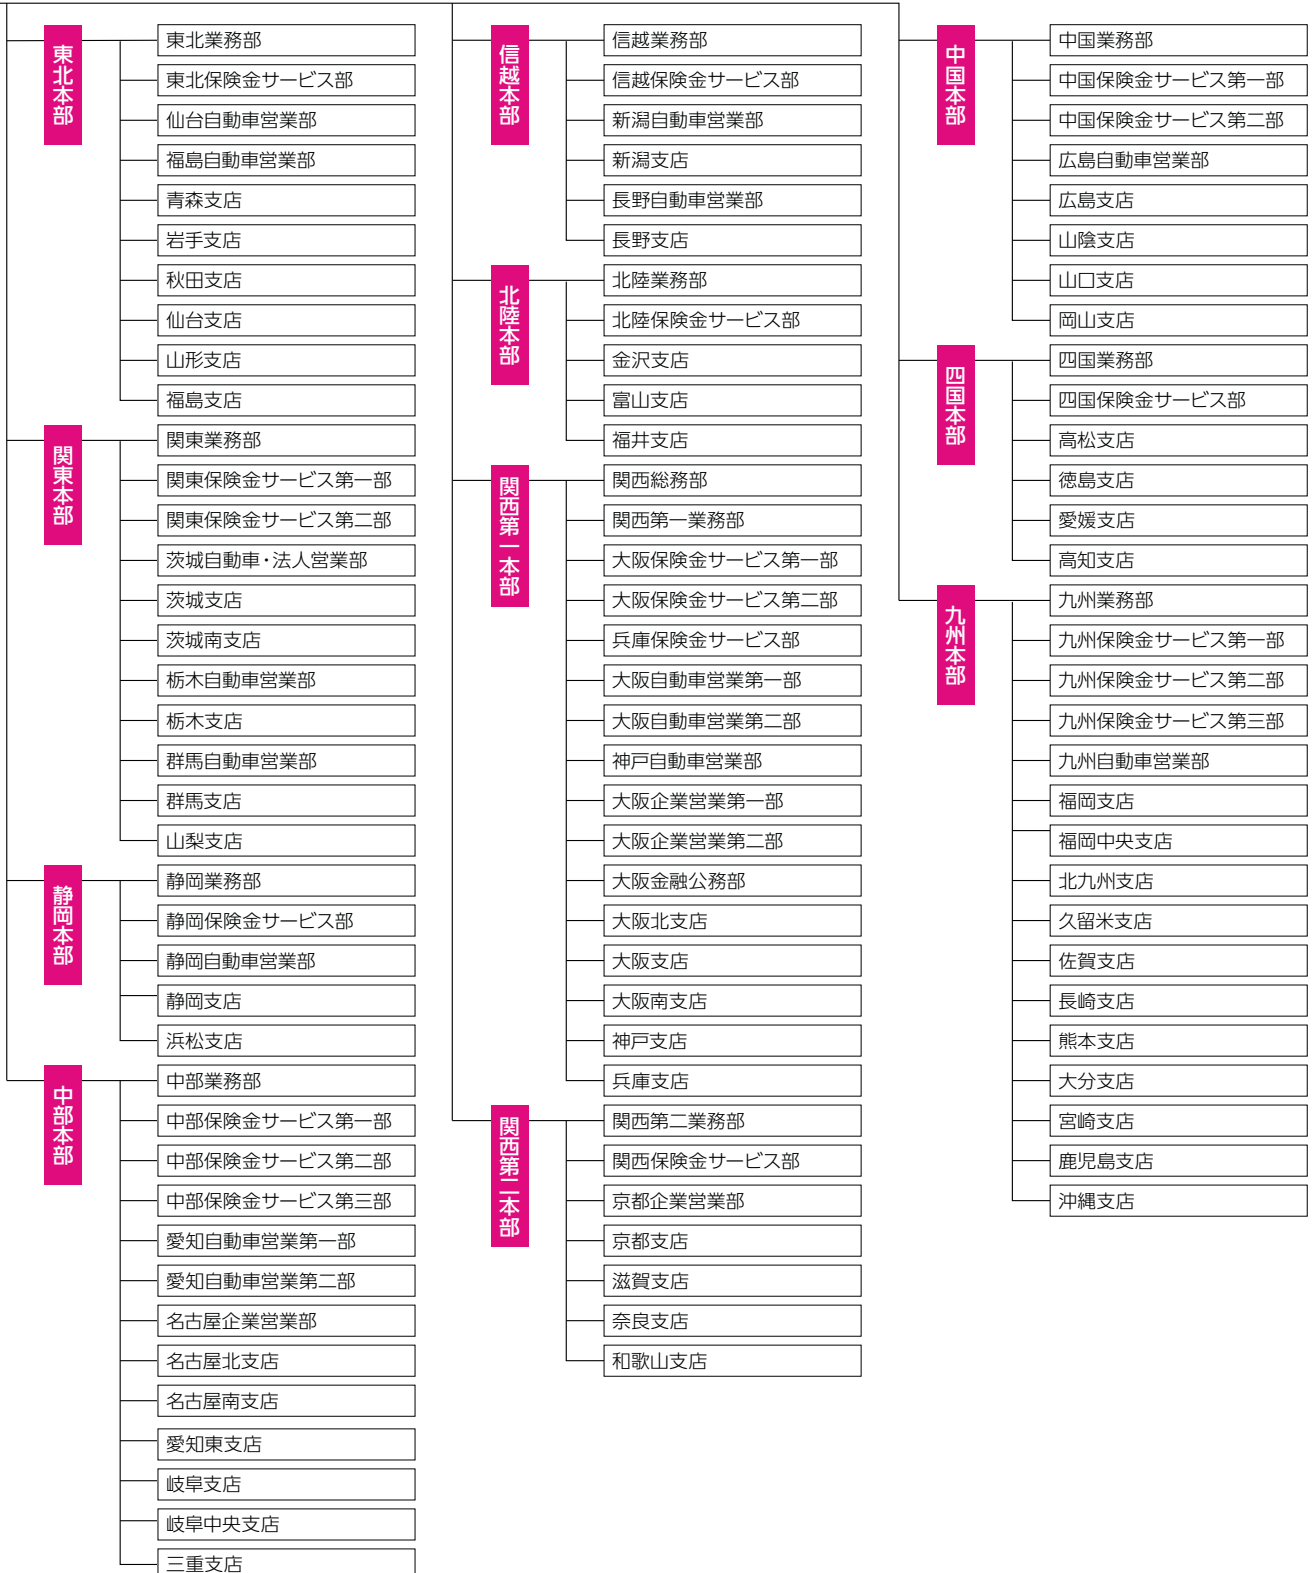 東北本部
東北業務部
東北保険金サービス部
仙台自動車営業部
福島自動車営業部
青森支店
岩手支店
秋田支店
仙台支店
山形支店
福島支店
関東本部
関東業務部
関東保険金サービス第一部
関東保険金サービス第二部
茨城自動車・法人営業部
茨城支店
茨城南支店
栃木自動車営業部
栃木支店
群馬自動車営業部
群馬支店
山梨支店
静岡本部
静岡業務部
静岡保険金サービス部
静岡自動車営業部
静岡支店
浜松支店
中部本部
中部業務部
中部保険金サービス第一部
中部保険金サービス第二部
中部保険金サービス第三部
愛知自動車営業第一部
愛知自動車営業第二部
名古屋企業営業部
名古屋北支店
名古屋南支店
愛知東支店
岐阜支店
岐阜中央支店
三重支店
信越本部
信越業務部
信越保険金サービス部
新潟自動車営業部
新潟支店
長野自動車営業部
長野支店
北陸本部
北陸業務部
北陸保険金サービス部
金沢支店
富山支店
福井支店
関西第一本部
関西総務部
関西第一業務部
大阪保険金サービス第一部
大阪保険金サービス第二部
兵庫保険金サービス部
大阪自動車営業第一部
大阪自動車営業第二部
神戸自動車営業部
大阪企業営業第一部
大阪企業営業第二部
大阪金融公務部
大阪北支店
大阪支店
大阪南支店
神戸支店
兵庫支店
関西第二本部
関西第二業務部
関西保険金サービス部
京都企業営業部
京都支店
滋賀支店
奈良支店
和歌山支店
中国本部
中国業務部
中国保険金サービス第一部
中国保険金サービス第二部
広島自動車営業部
広島支店
山陰支店
山口支店
岡山支店
四国本部
四国業務部
四国保険金サービス部
高松支店
徳島支店
愛媛支店
高知支店
九州本部
九州業務部
九州保険金サービス第一部
九州保険金サービス第二部
九州保険金サービス第三部
九州自動車営業部
福岡支店
福岡中央支店
北九州支店
久留米支店
佐賀支店
長崎支店
熊本支店
大分支店
宮崎支店
鹿児島支店
沖縄支店